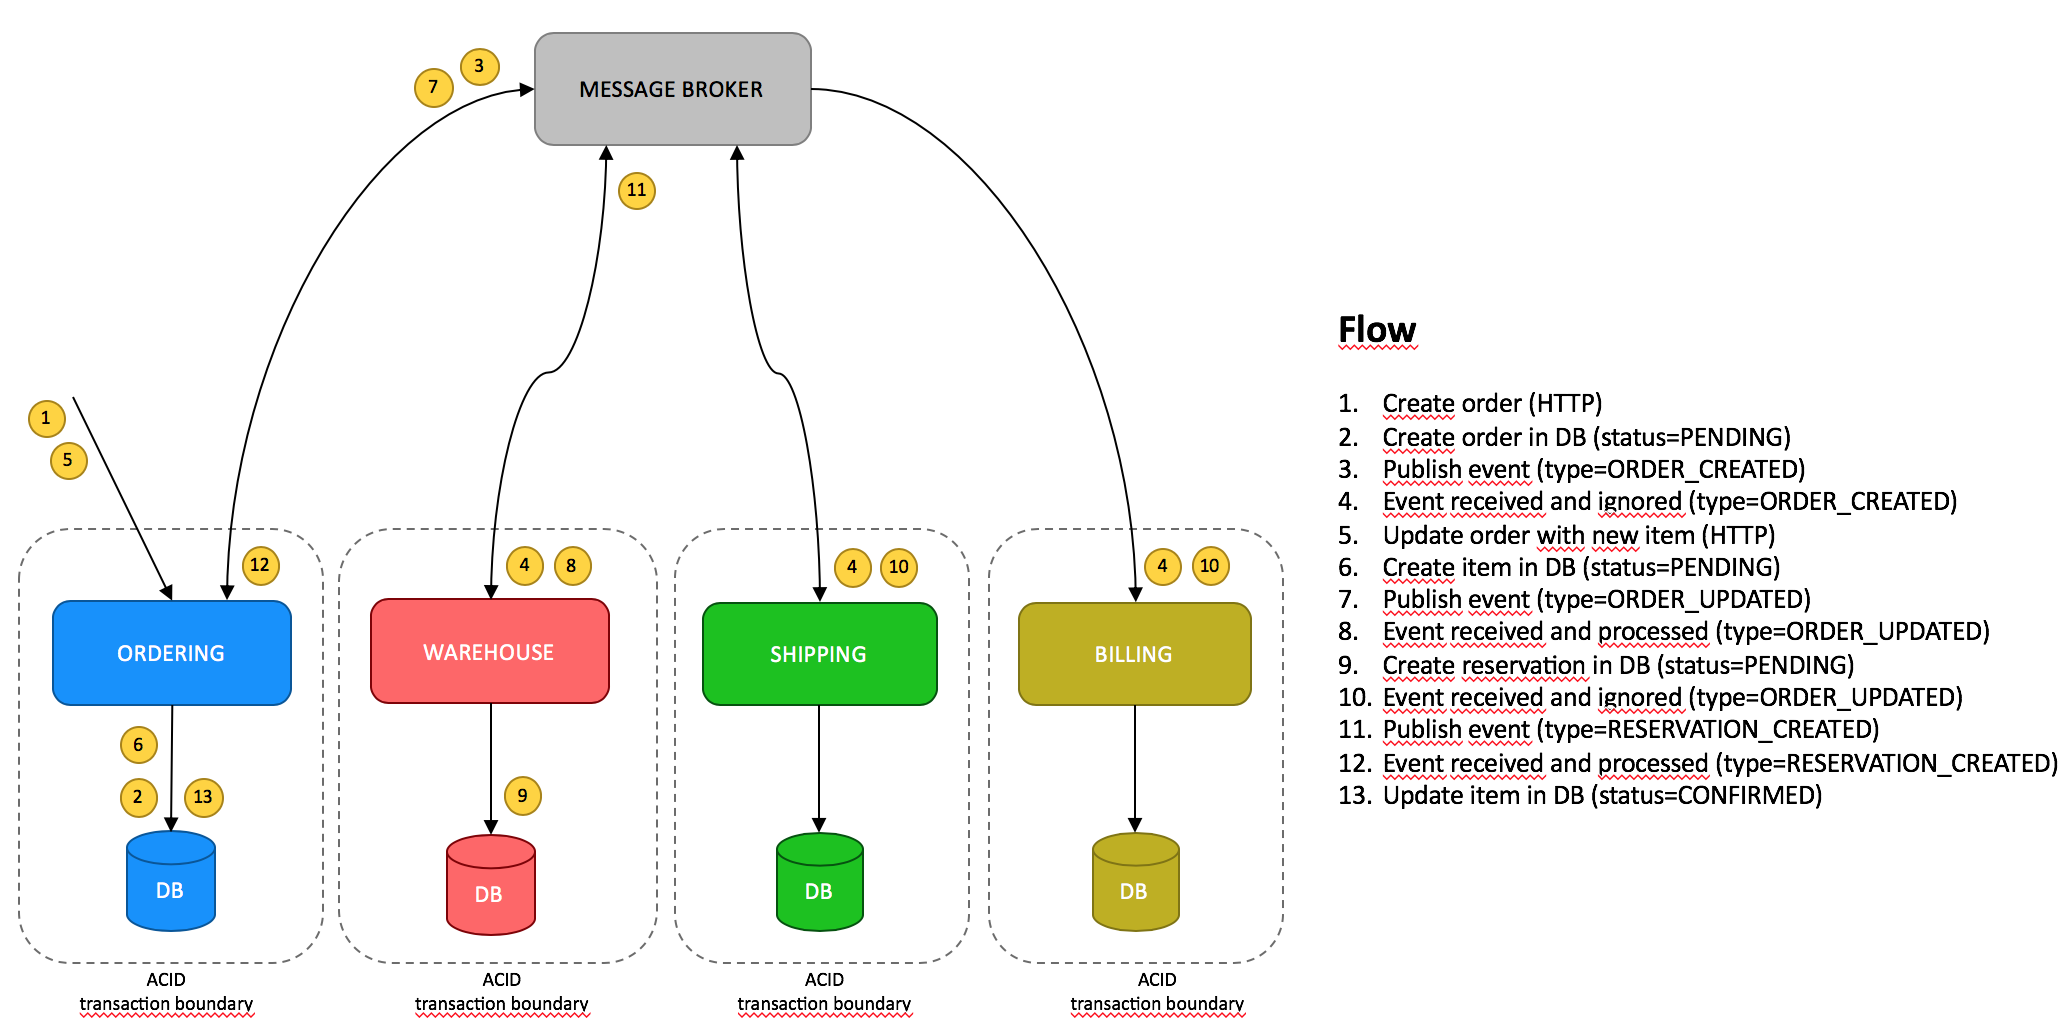 MESSAGE BROKER
3
7
11
1
5
12
4
8
4
10
4
10
ORDERING
WAREHOUSE
SHIPPING
BILLING
6
2
13
9
DB
DB
DB
DB
ACID
transaction boundary
ACID
transaction boundary
ACID
transaction boundary
ACID
transaction boundary
Flow
1. Create order (HTTP)
2. Create order in DB (status=PENDING)
3. Publish event (type=ORDER_CREATED)
4. Event received and ignored (type=ORDER_CREATED)
5. Update order with new item (HTTP)
6. Create item in DB (status=PENDING)
7. Publish event (type=ORDER_UPDATED)
8. Event received and processed (type=ORDER_UPDATED)
9. Create reservation in DB (status=PENDING)
10. Event received and ignored (type=ORDER_UPDATED)
11. Publish event (type=RESERVATION_CREATED)
12. Event received and processed (type=RESERVATION_CREATED)
13. Update item in DB (status=CONFIRMED)